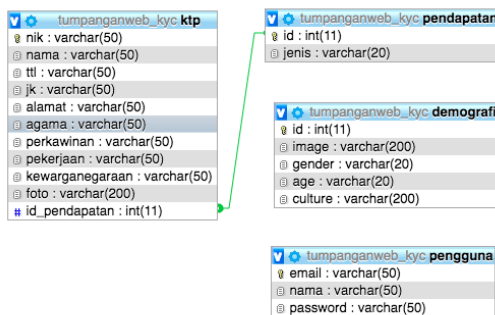 tumpanganweb_kyc ktp
nik : varchar(50)
nama : varchar(50)
ttl : varchar(50)
jk : varchar(50)
alamat : varchar(50)
agama : varchar(50)
perkawinan : varchar(50)
pekerjaan : varchar(50)
kewarganegaraan : varchar(50)
foto : varchar(200)
# id_pendapatan : int(11)
tumpanganweb_kyc pendapatan
id : int(11)
jenis : varchar(20)
tumpanganweb_kyc demografi
id : int(11)
image : varchar(200)
gender : varchar(20)
age : varchar(20)
culture : varchar(200)
tumpanganweb_kyc pengguna
email : varchar(50)
nama : varchar(50)
password : varchar(50)